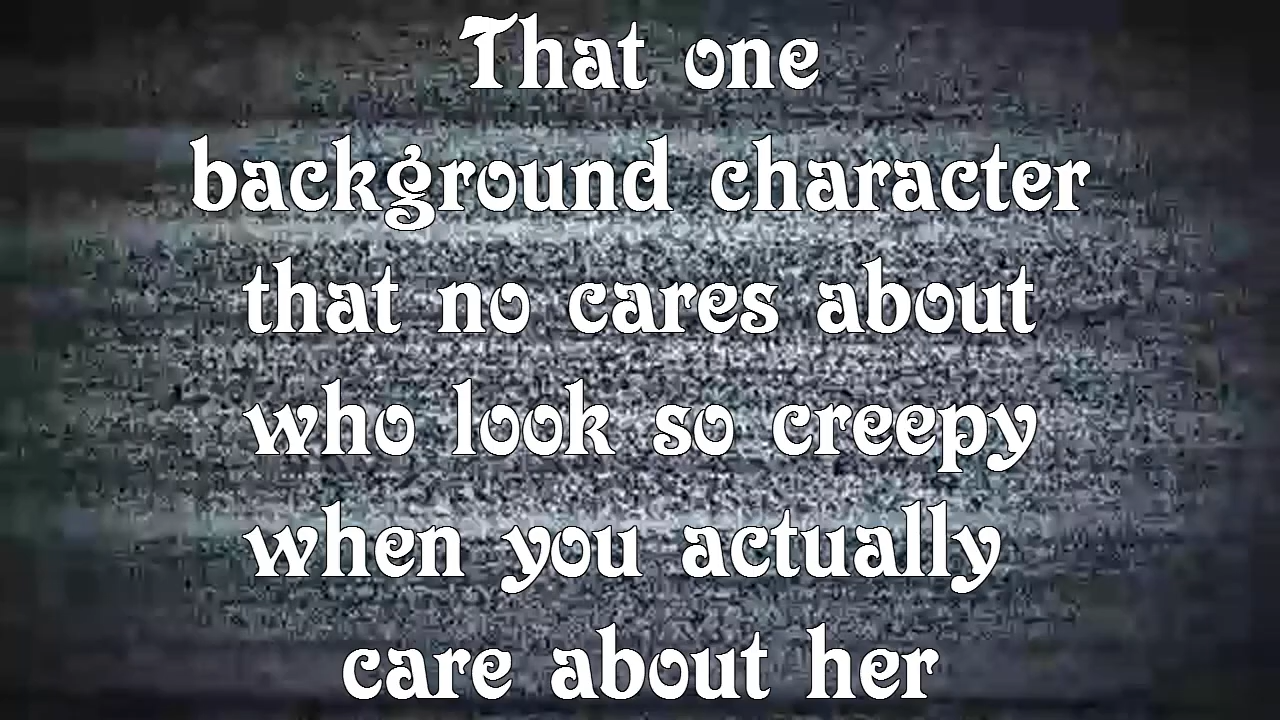 That one
background character
that no cares about
who look so creepy
when you actually
care about her